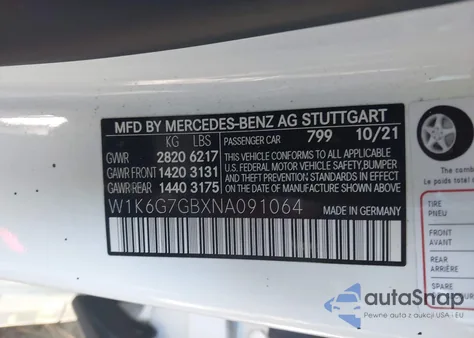 MFD BY MERCEDES-BENZ AG STUTTGART
KG LBS PASSENGER CAR 799 10/21
GVWR 2820 6217
GAWR FRONT 1420 3131
GAWR REAR 1440 3175
THIS VEHICLE CONFORMS TO ALL APPLICABLE
U.S. FEDERAL MOTOR VEHICLE SAFETY,BUMPER
AND THEFT PREVENTION STANDARDS IN EFFECT
ON THE DATE OF MANUFACTURE SHOWN ABOVE.
W1K6G7GBXNA091064 MADE IN GERMANY
TIRE
PNEU
FRONT
AVANT
REAR
ARRIÈRE
SPARE
DE
autoSnap
Pewne auta z aukcji USA - EU